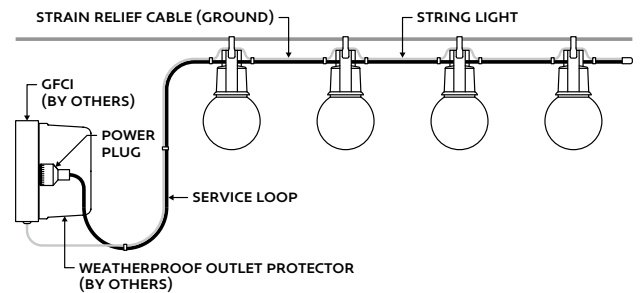 STRAIN RELIEF CABLE (GROUND)
STRING LIGHT
GFCI
(BY OTHERS)
POWER
PLUG
SERVICE LOOP
WEATHERPROOF OUTLET PROTECTOR
(BY OTHERS)